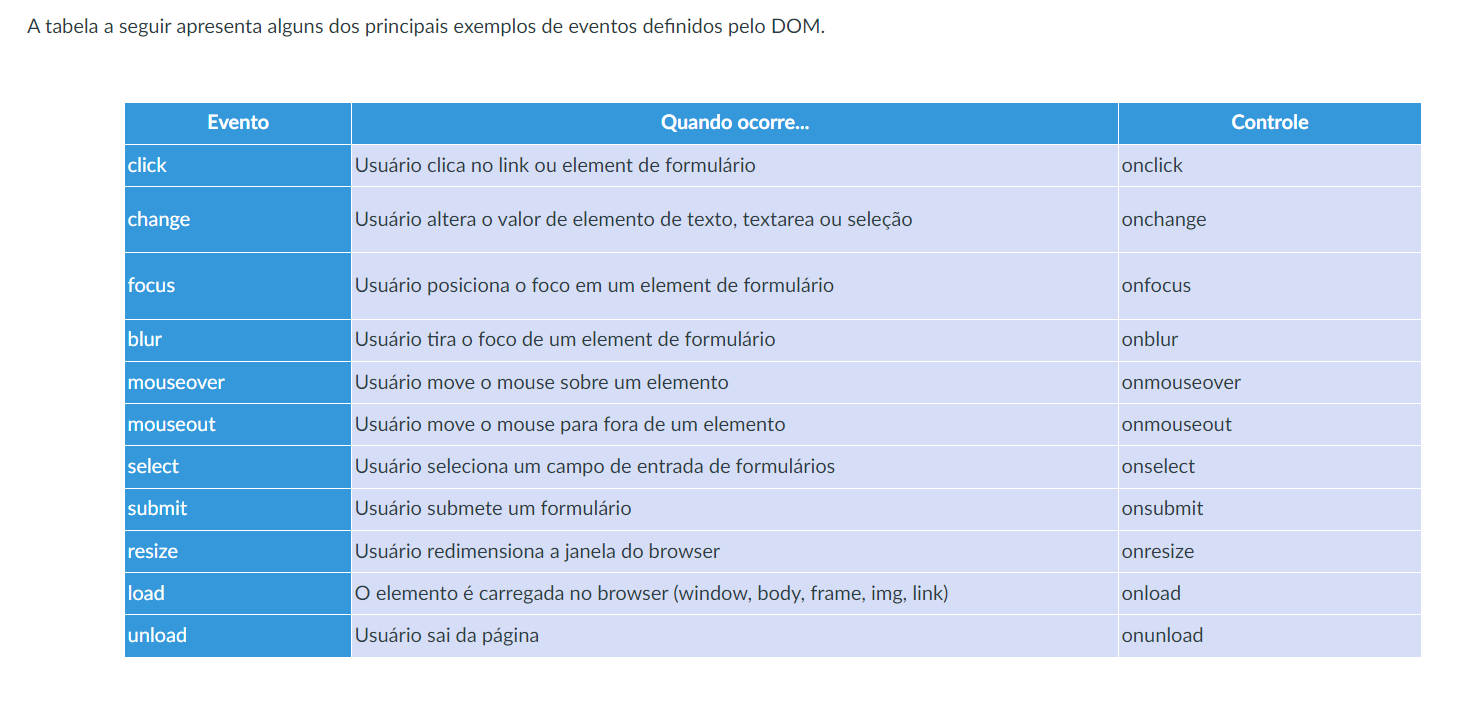 A tabela a seguir apresenta alguns dos principais exemplos de eventos definidos pelo DOM.
Evento Quando ocorre... Controle
click Usuário clica no link ou element de formulário onclick
change Usuário altera o valor de elemento de texto, textarea ou seleção onchange
focus Usuário posiciona o foco em um element de formulário onfocus
blur Usuário tira o foco de um element de formulário onblur
mouseover Usuário move o mouse sobre um elemento onmouseover
mouseout Usuário move o mouse para fora de um elemento onmouseout
select Usuário seleciona um campo de entrada de formulários onselect
submit Usuário submete um formulário onsubmit
resize Usuário redimensiona a janela do browser onresize
load O elemento é carregada no browser (window, body, frame, img, link) onload
unload Usuário sai da página onunload